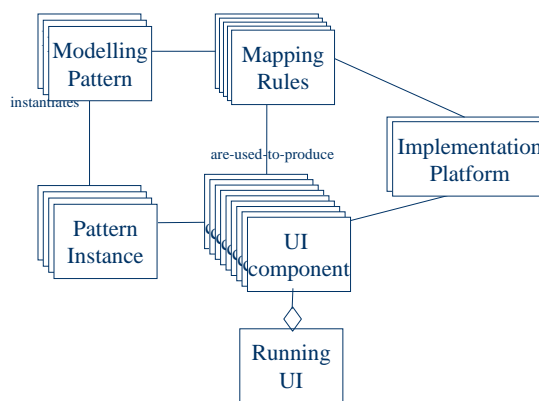 Modelling
Pattern
Mapping
Rules
instantiates
are-used-to-produce
Implementation
Platform
Pattern
Instance
UI
component
Running
UI